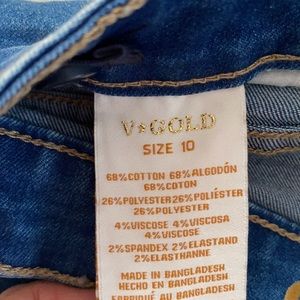 V★GOLD
SIZE 10
68%COTTON 68%ALGODÓN
68%COTON
26%POLYESTER 26%POLIÉSTER
26%POLYESTER
4%VISCOSE 4%VISCOSA
4%VISCOSE
2%SPANDEX 2%ELASTAND
2%ELASTHANNE
MADE IN BANGLADESH
HECHO EN BANGLADESH
FABRIQUÉ AU BANGLADESH